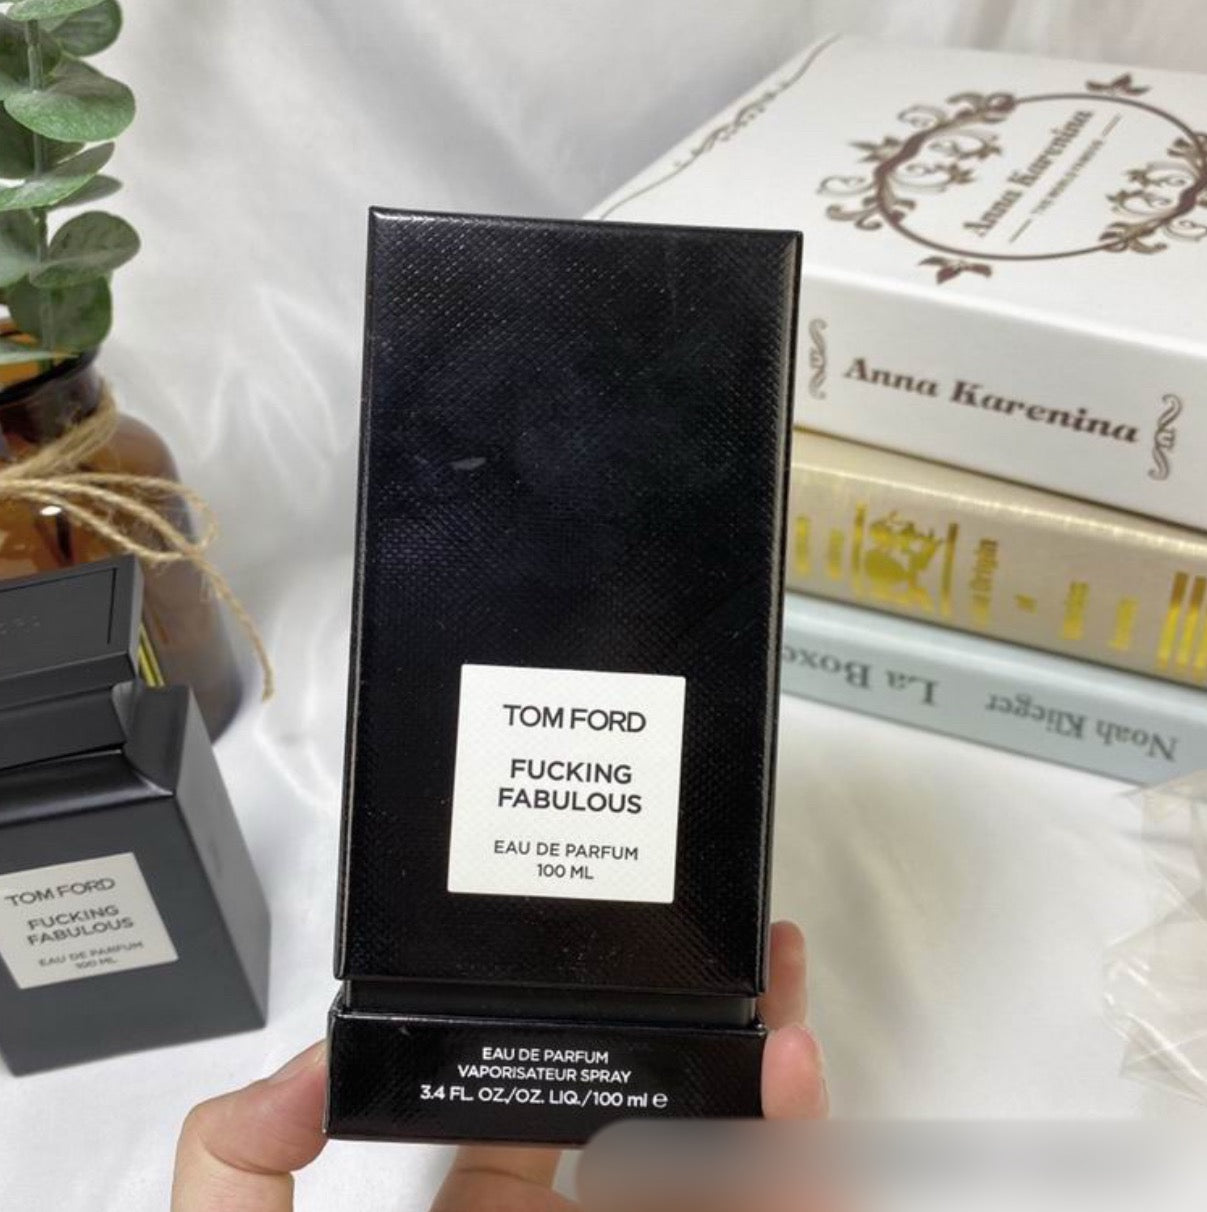 TOM FORD
FUCKING
FABULOUS
EAU DE PARFUM
100 ML
EAU DE PARFUM
VAPORISATEUR SPRAY
3.4 FL. OZ./OZ. LIQ./100 ml e
TOM FORD
FUCKING
FABULOUS
EAU DE PARFUM
100 ML
Anna Karenina
Anna Karenina
Origin
La Boxe
Noah Klieger